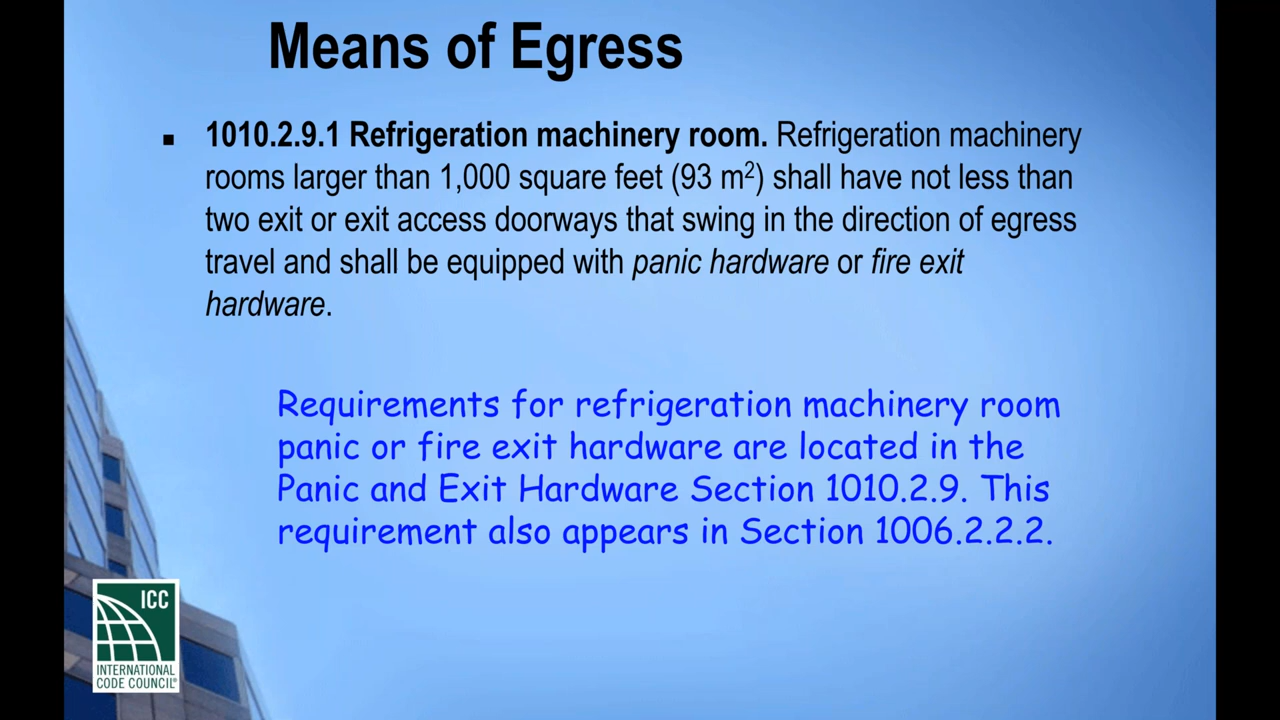 Means of Egress
▪ 1010.2.9.1 Refrigeration machinery room. Refrigeration machinery
rooms larger than 1,000 square feet (93 m²) shall have not less than
two exit or exit access doorways that swing in the direction of egress
travel and shall be equipped with panic hardware or fire exit
hardware.
Requirements for refrigeration machinery room
panic or fire exit hardware are located in the
Panic and Exit Hardware Section 1010.2.9. This
requirement also appears in Section 1006.2.2.2.
ICC
INTERNATIONAL
CODE COUNCIL®